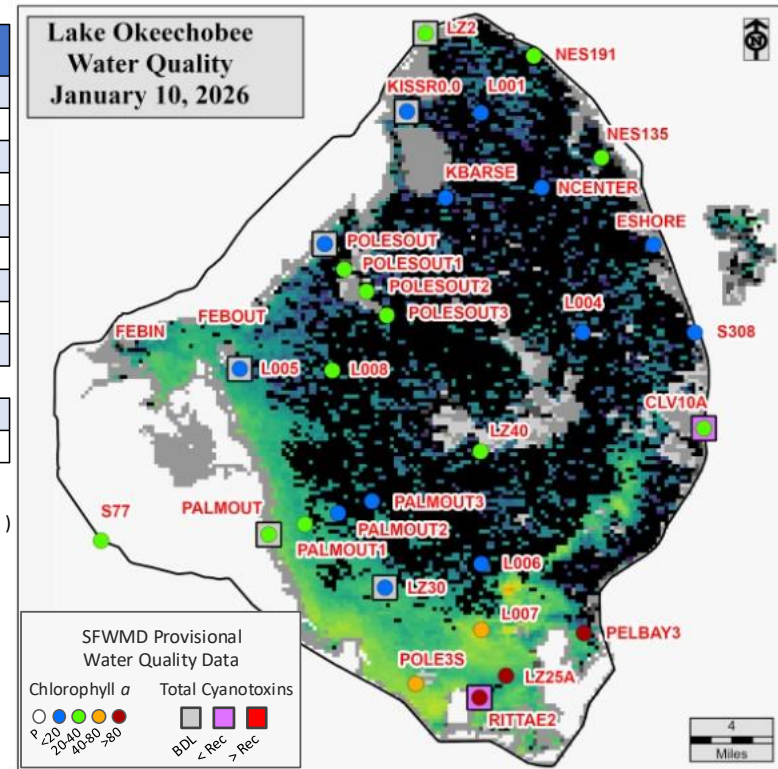 Lake Okeechobee
Water Quality
January 10, 2026
N
LZ2
NES191
KISSR0.0
L001
NES135
KBARSE
NCENTER
ESHORE
POLESOUT
POLESOUT1
POLESOUT2
POLESOUT3
L004
S308
FEBIN
FEBOUT
L005
L008
CLV10A
LZ40
S77
PALMOUT
PALMOUT3
PALMOUT2
PALMOUT1
L006
LZ30
L007
PELBAY3
POLE3S
LZ25A
RITTAE2
)
SFWMD Provisional
Water Quality Data
Chlorophyll a Total Cyanotoxins
P <20 20-40 40-80 >80 BDL < Rec > Rec
4
Miles